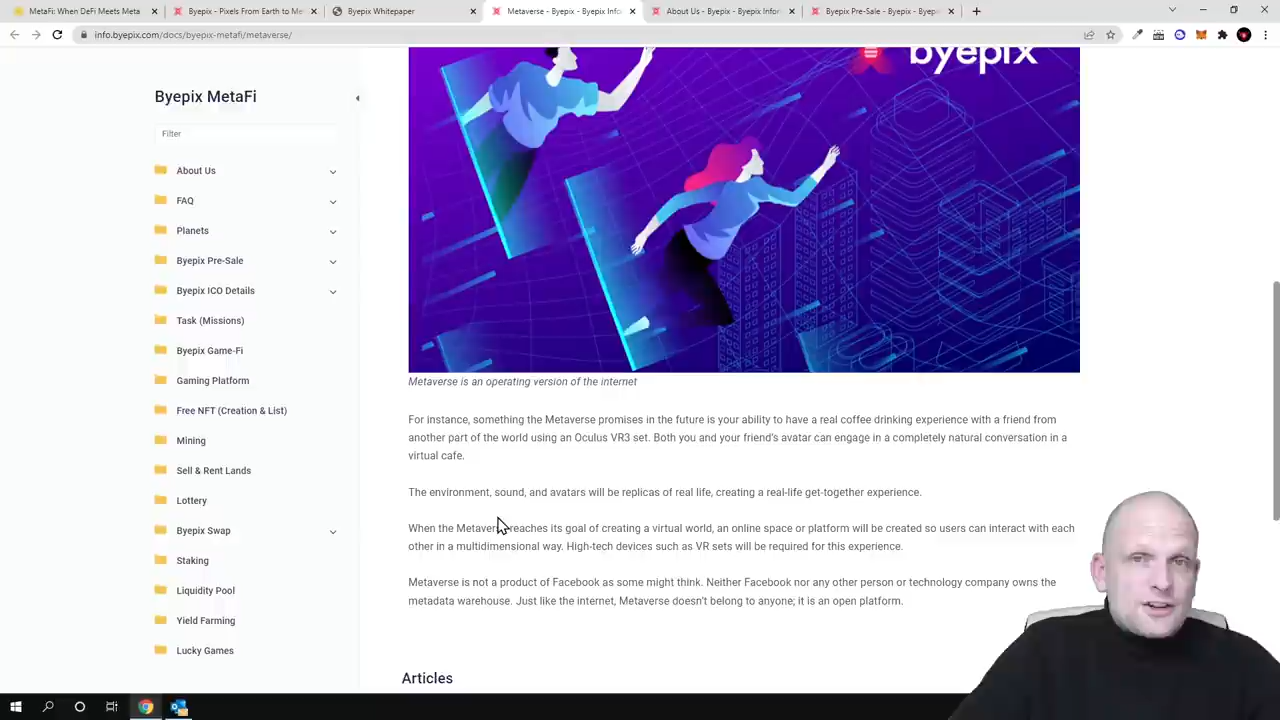 MetaFi: When DeFi Meets Meta
Byepix - Pixels From Earth to Me
Byepix Whitepaper
Metaverse - Byepix - Byepix Info
About Us - Byepix - Byepix Infor
Byepix Pre-Sale - Byepix - Byepi
info.byepix.com/docs/byepix-metafi/metaverse/
byepix
Byepix MetaFi
Filter
About Us
FAQ
Planets
Byepix Pre-Sale
Byepix ICO Details
Task (Missions)
Byepix Game-Fi
Gaming Platform
Free NFT (Creation & List)
Mining
Sell & Rent Lands
Lottery
Byepix Swap
Staking
Liquidity Pool
Yield Farming
Lucky Games
Metaverse is an operating version of the internet
For instance, something the Metaverse promises in the future is your ability to have a real coffee drinking experience with a friend from
another part of the world using an Oculus VR3 set. Both you and your friend's avatar can engage in a completely natural conversation in a
virtual cafe.
The environment, sound, and avatars will be replicas of real life, creating a real-life get-together experience.
When the Metaverse reaches its goal of creating a virtual world, an online space or platform will be created so users can interact with each
other in a multidimensional way. High-tech devices such as VR sets will be required for this experience.
Metaverse is not a product of Facebook as some might think. Neither Facebook nor any other person or technology company owns the
metadata warehouse. Just like the internet, Metaverse doesn't belong to anyone; it is an open platform.
Articles